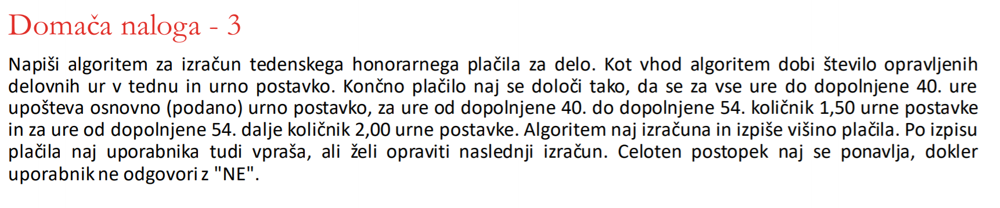 Domača naloga - 3
Napiši algoritem za izračun tedenskega honorarnega plačila za delo. Kot vhod algoritem dobi število opravljenih
delovnih ur v tednu in urno postavko. Končno plačilo naj se določi tako, da se za vse ure do dopolnjene 40. ure
upošteva osnovno (podano) urno postavko, za ure od dopolnjene 40. do dopolnjene 54. količnik 1,50 urne postavke
in za ure od dopolnjene 54. dalje količnik 2,00 urne postavke. Algoritem naj izračuna in izpiše višino plačila. Po izpisu
plačila naj uporabnika tudi vpraša, ali želi opraviti naslednji izračun. Celoten postopek naj se ponavlja, dokler
uporabnik ne odgovori z "NE".